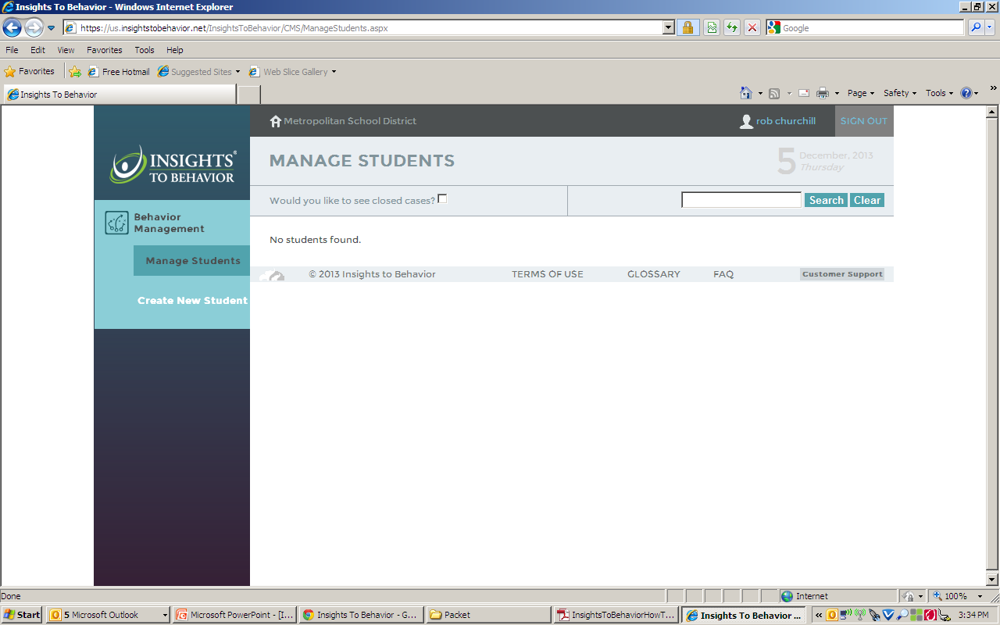 Insights To Behavior - Windows Internet Explorer
https://us.insightstobehavior.net/InsightsToBehavior/CMS/ManageStudents.aspx
Google
File Edit View Favorites Tools Help
Favorites Free Hotmail Suggested Sites Web Slice Gallery
Insights To Behavior
Page Safety Tools »
Metropolitan School District
rob churchill
SIGN OUT
INSIGHTS®
TO BEHAVIOR
MANAGE STUDENTS
5 December, 2013
Thursday
Would you like to see closed cases?
Search Clear
Behavior
Management
Manage Students
Create New Student
No students found.
© 2013 Insights to Behavior TERMS OF USE GLOSSARY FAQ Customer Support
Done Internet 100%
Start 5 Microsoft Outlook Microsoft PowerPoint - [I... Insights To Behavior - G... Packet InsightsToBehaviorHowT... Insights To Behavior ... « 3:34 PM